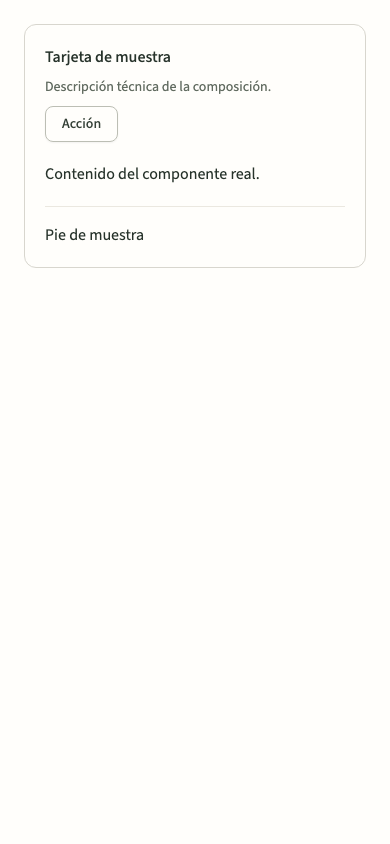 Tarjeta de muestra
Descripción técnica de la composición.
Acción
Contenido del componente real.
Pie de muestra